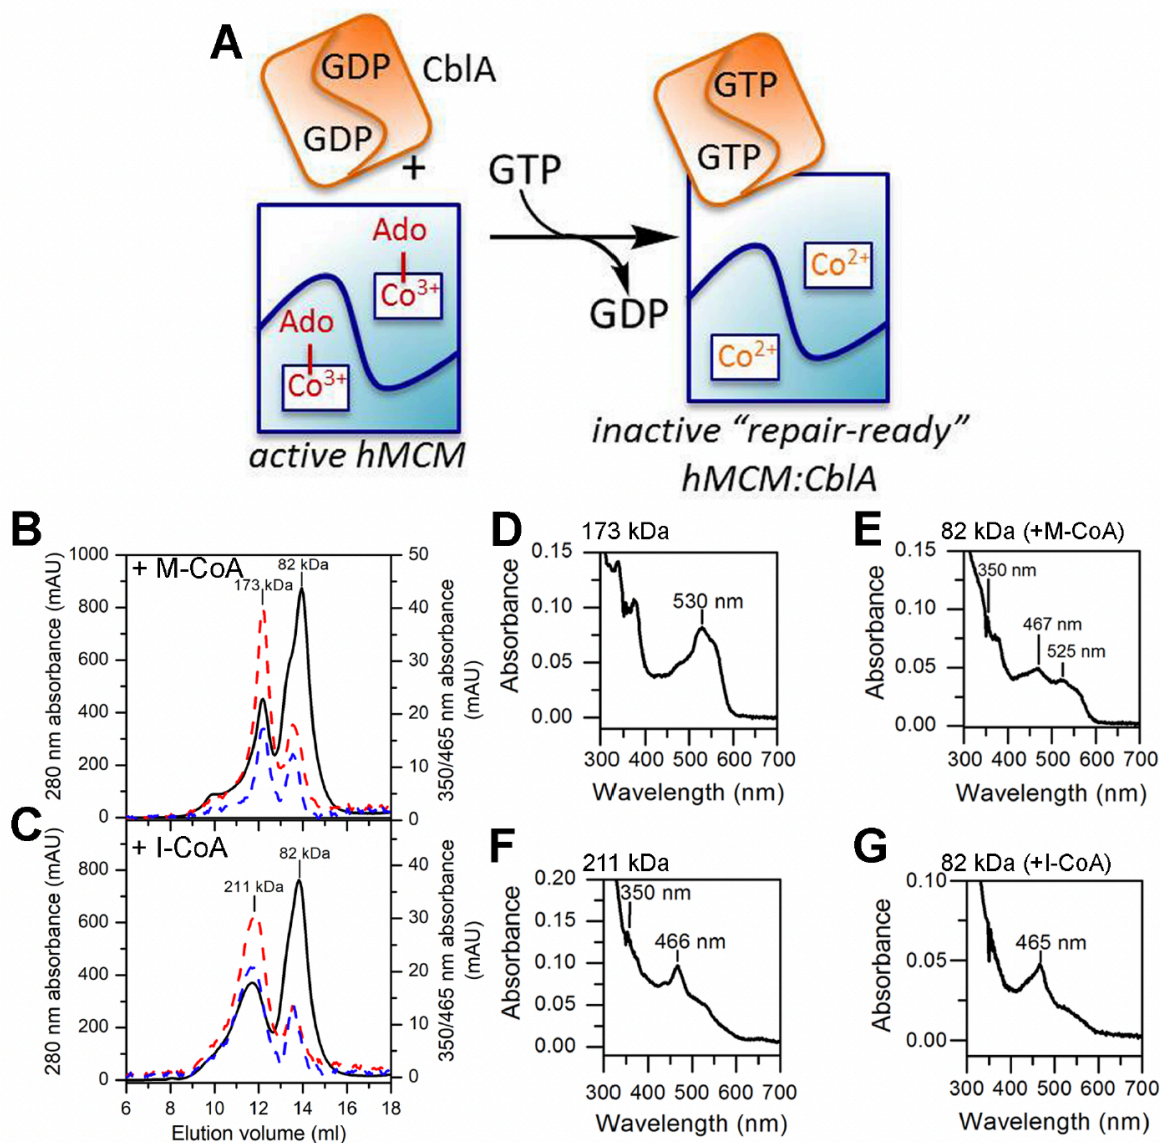 A
GDP
CblA
GDP
+
GTP
GTP
GTP
GDP
Ado
Co3+
Ado
Co3+
Co2+
Co2+
active hMCM
inactive “repair-ready”
hMCM:CblA
B
+ M-CoA
173 kDa
82 kDa
1000
800
600
400
200
0
280 nm absorbance (mAU)
50
40
30
20
10
0
350/465 nm absorbance
(mAU)
C
+ I-CoA
211 kDa
82 kDa
800
600
400
200
0
280 nm absorbance (mAU)
40
30
20
10
0
350/465 nm absorbance
(mAU)
6 8 10 12 14 16 18
Elution volume (ml)
D
173 kDa
0.15
0.10
0.05
0.00
Absorbance
530 nm
300 400 500 600 700
Wavelength (nm)
E
82 kDa (+M-CoA)
0.15
0.10
0.05
0.00
Absorbance
350 nm
467 nm
525 nm
300 400 500 600 700
Wavelength (nm)
F
211 kDa
0.20
0.15
0.10
0.05
0.00
Absorbance
350 nm
466 nm
300 400 500 600 700
Wavelength (nm)
G
82 kDa (+I-CoA)
0.10
0.05
0.00
Absorbance
465 nm
300 400 500 600 700
Wavelength (nm)